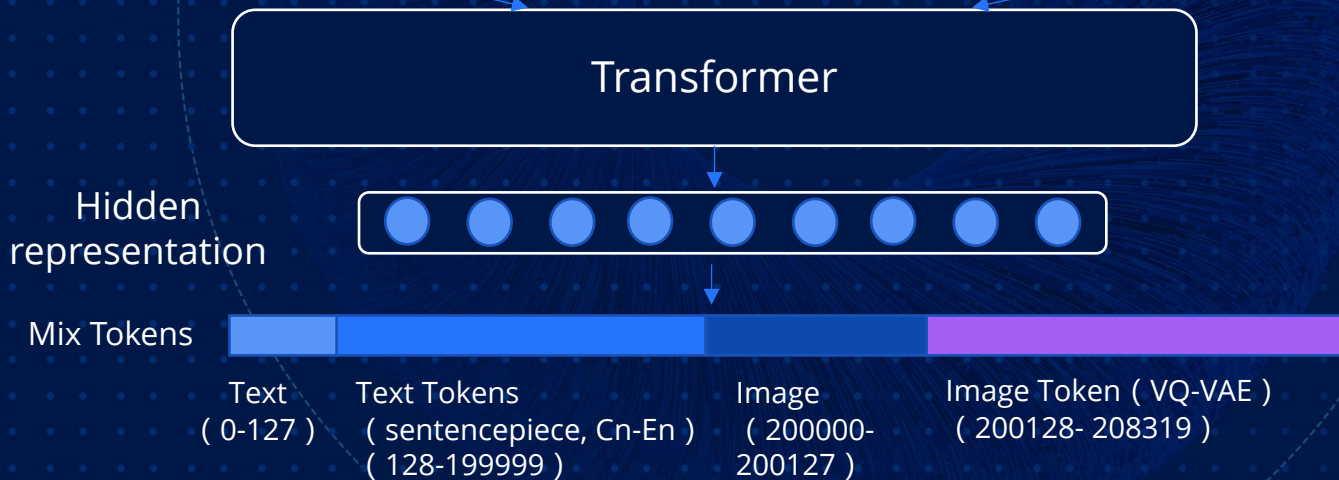 Transformer
Hidden
representation
Mix Tokens
Text
( 0-127 )
Text Tokens
( sentencepiece, Cn-En )
( 128-199999 )
Image
( 200000-
200127 )
Image Token ( VQ-VAE )
( 200128- 208319 )